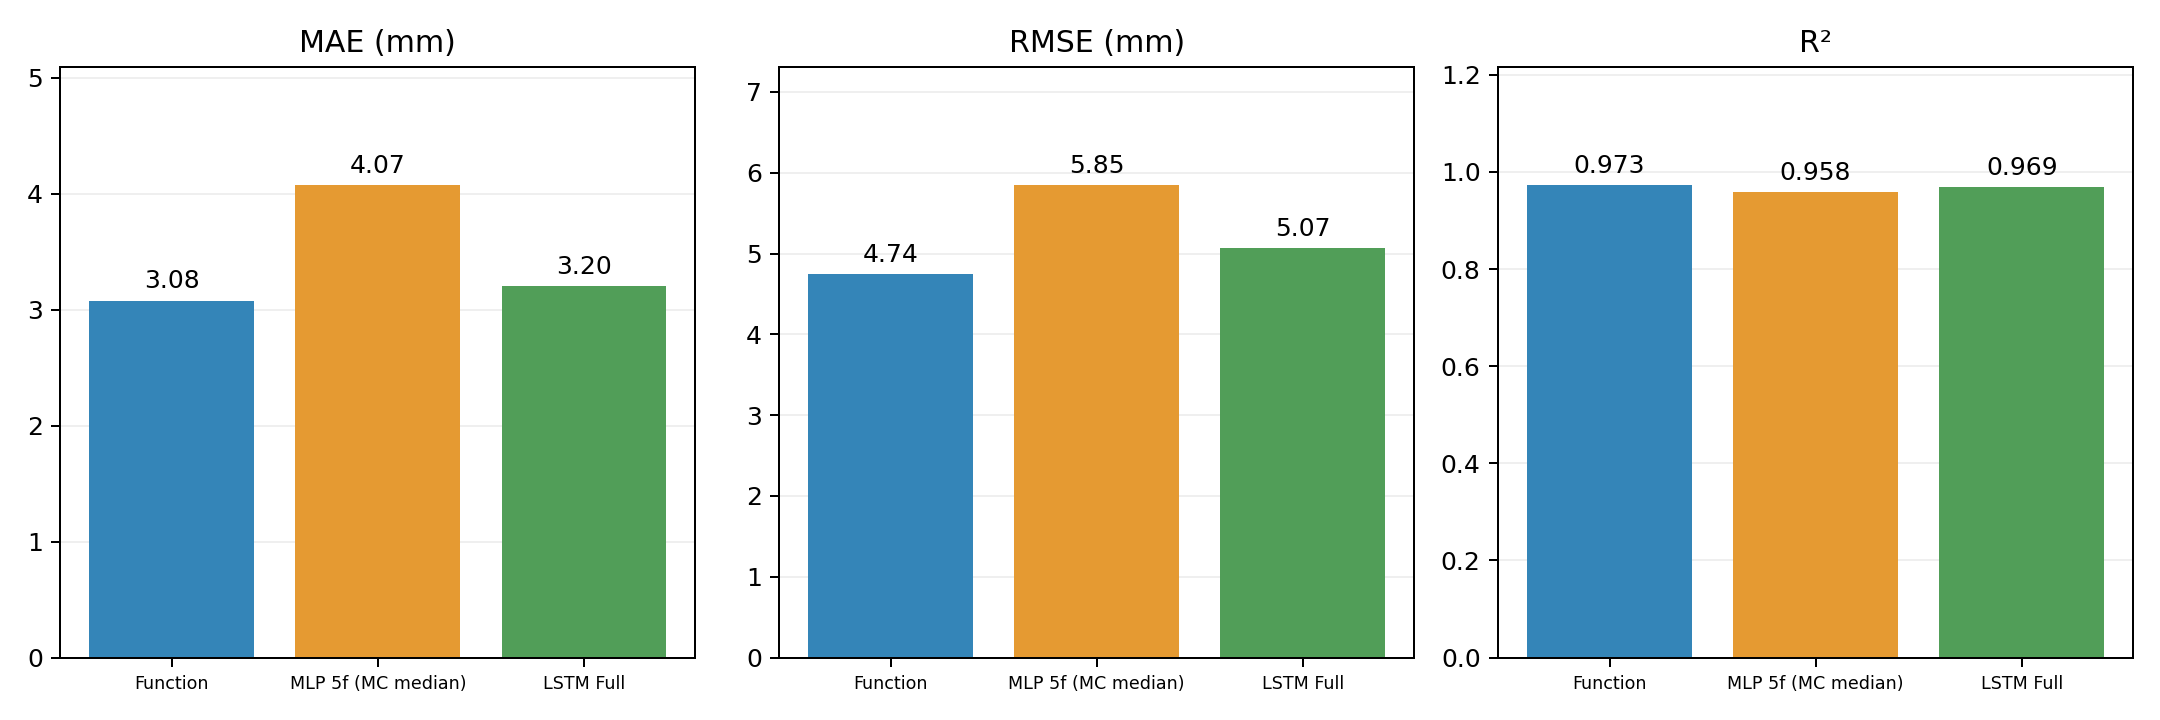 MAE (mm)
5
4
3
2
1
0
3.08
4.07
3.20
Function
MLP 5f (MC median)
LSTM Full
RMSE (mm)
7
6
5
4
3
2
1
0
4.74
5.85
5.07
Function
MLP 5f (MC median)
LSTM Full
R²
1.2
1.0
0.8
0.6
0.4
0.2
0.0
0.973
0.958
0.969
Function
MLP 5f (MC median)
LSTM Full